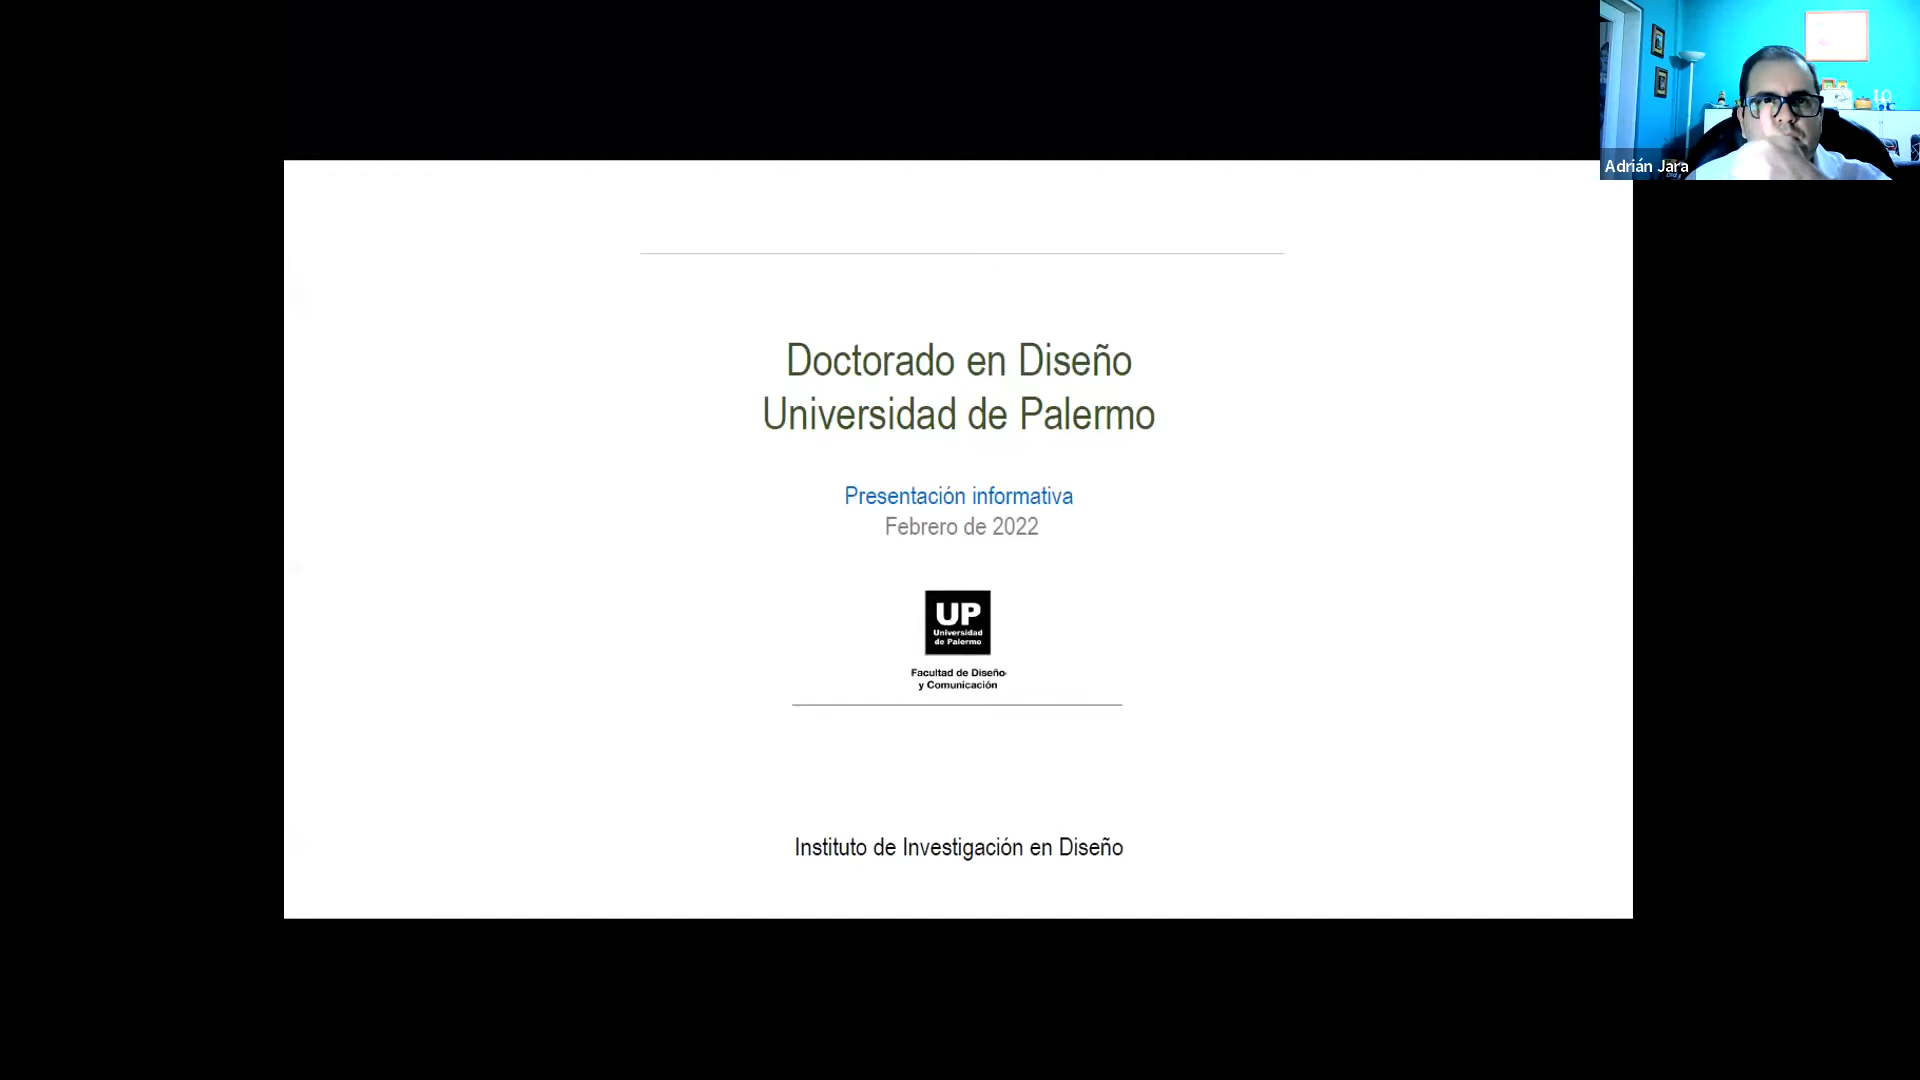 Adrián Jara
Doctorado en Diseño
Universidad de Palermo
Presentación informativa
Febrero de 2022
UP
Universidad
de Palermo
Facultad de Diseño
y Comunicación
Instituto de Investigación en Diseño